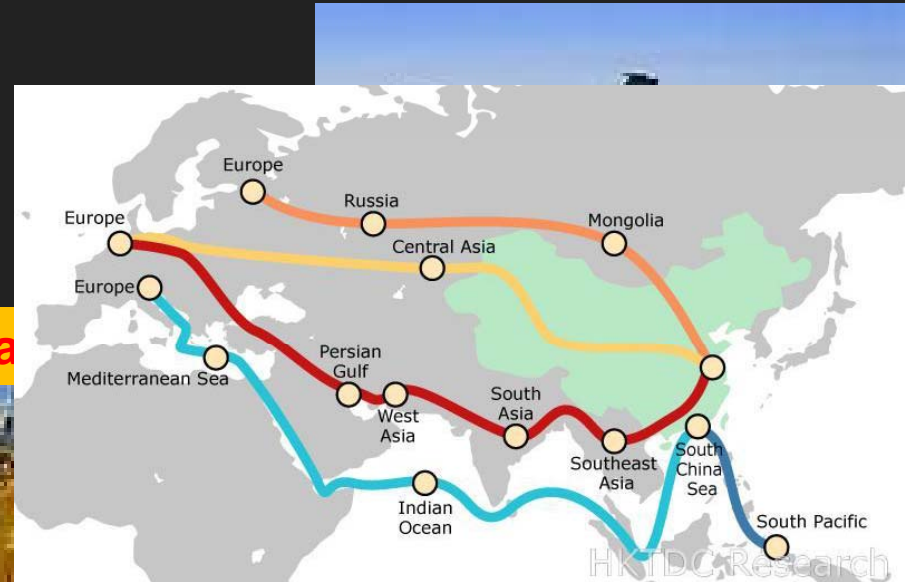 Europe
Russia
Europe
Mongolia
Central Asia
Europe
Persian
Gulf
Mediterranean Sea
South
Asia
West
Asia
Southeast
Asia
South
China
Sea
Indian
Ocean
South Pacific
HKTDC Research